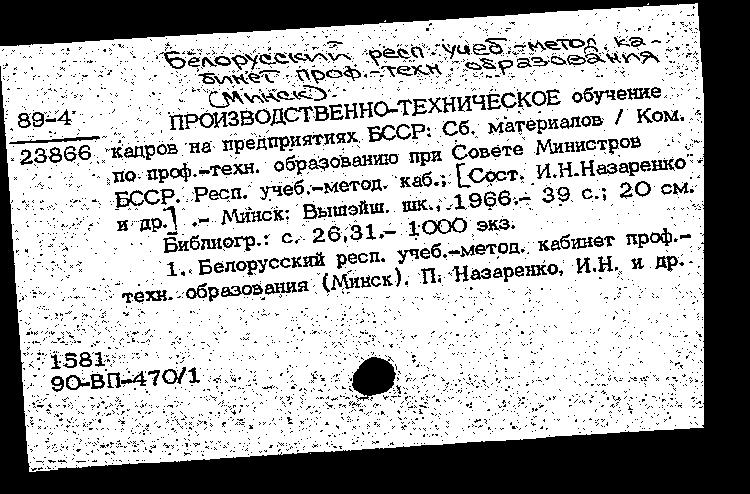 Белорусский респ. учеб.-метод. ка-
бинет проф.-техн. образования
(Минск).
89-4
23866
ПРОИЗВОДСТВЕННО-ТЕХНИЧЕСКОЕ обучение
кадров на предприятиях БССР: Сб. материалов / Ком.
по проф.-техн. образованию при Совете Министров
БССР. Респ. учеб.-метод. каб.; [Сост. И.Н.Назаренко
и др.] .- Минск: Вышэйш. шк., 1966.- 39 с.; 20 см.
Библиогр.: с. 26,31.- 1000 экз.
1. Белорусский респ. учеб.-метод. кабинет проф.-
техн. образования (Минск). П. Назаренко, И.Н. и др.
1581
90-ВП-470/1